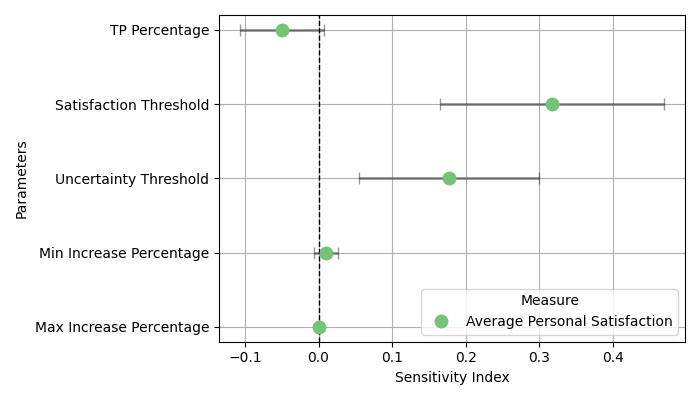 TP Percentage
Satisfaction Threshold
Uncertainty Threshold
Min Increase Percentage
Max Increase Percentage
Parameters
Measure
Average Personal Satisfaction
−0.1 0.0 0.1 0.2 0.3 0.4
Sensitivity Index